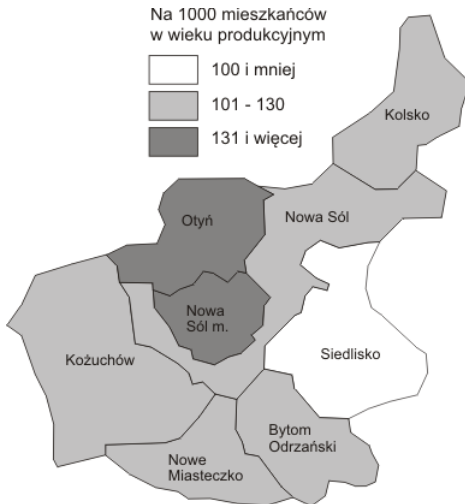 Na 1000 mieszkańców
w wieku produkcyjnym
100 i mniej
101 - 130
131 i więcej
Kolsko
Otyń
Nowa Sól
Nowa
Sól m.
Siedlisko
Kożuchów
Bytom
Odrzański
Nowe
Miasteczko